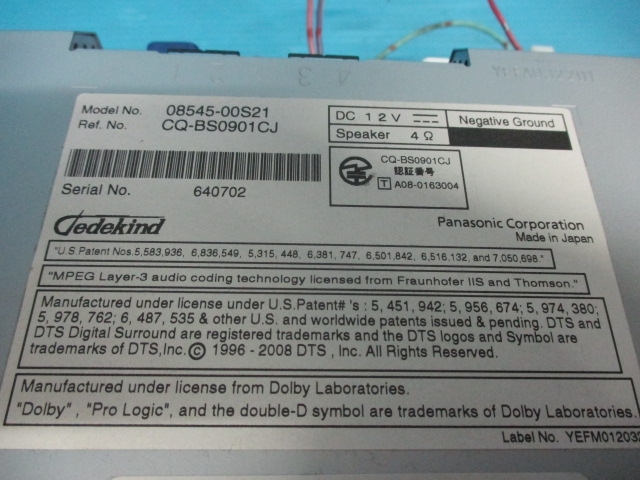 4 3
Model No. 08545-00S21
Ref. No. CQ-BS0901CJ
DC 12V
Negative Ground
Speaker 4 Ω
CQ-BS0901CJ
認証番号
T A08-0163004
Serial No. 640702
Gedekind
Panasonic Corporation
Made in Japan
"U.S.Patent Nos.5,583,936, 6,836,549, 5,315,448, 6,381,747, 6,501,842, 6,516,132, and 7,050,698."
"MPEG Layer-3 audio coding technology licensed from Fraunhofer IIS and Thomson."
Manufactured under license under U.S.Patent# 's : 5, 451, 942; 5, 956, 674; 5, 974, 380;
5, 978, 762; 6, 487, 535 & other U.S. and worldwide patents issued & pending. DTS and
DTS Digital Surround are registered trademarks and the DTS logos and Symbol are
trademarks of DTS,Inc.© 1996 - 2008 DTS , Inc. All Rights Reserved.
Manufactured under license from Dolby Laboratories.
"Dolby" , "Pro Logic", and the double-D symbol are trademarks of Dolby Laboratories.
Label No. YEFM012032